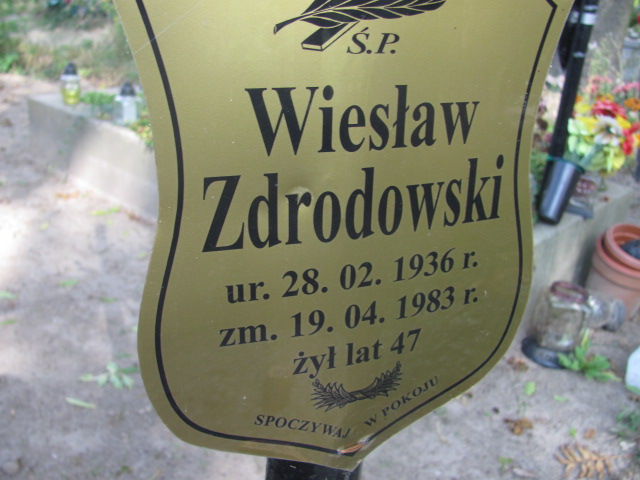 Ś.P.
Wiesław
Zdrodowski
ur. 28. 02. 1936 r.
zm. 19. 04. 1983 r.
żył lat 47
SPOCZYWAJ W POKOJU